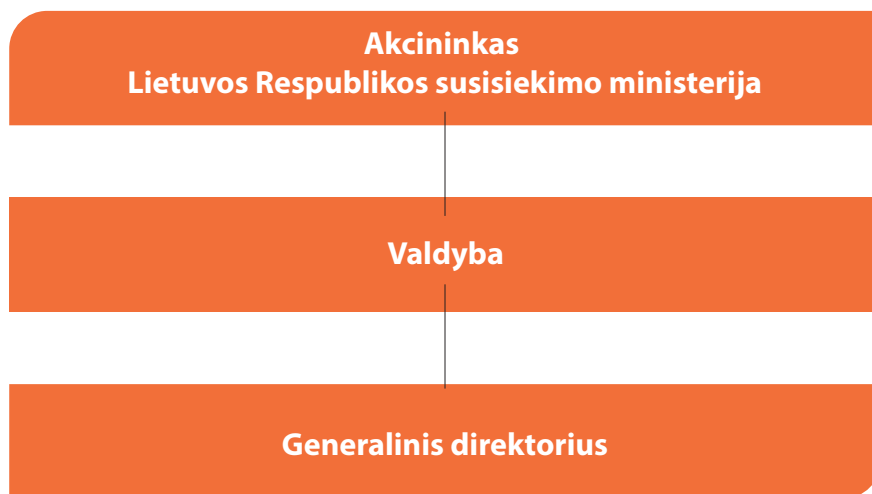 Akcininkas
Lietuvos Respublikos susisiekimo ministerija
Valdyba
Generalinis direktorius